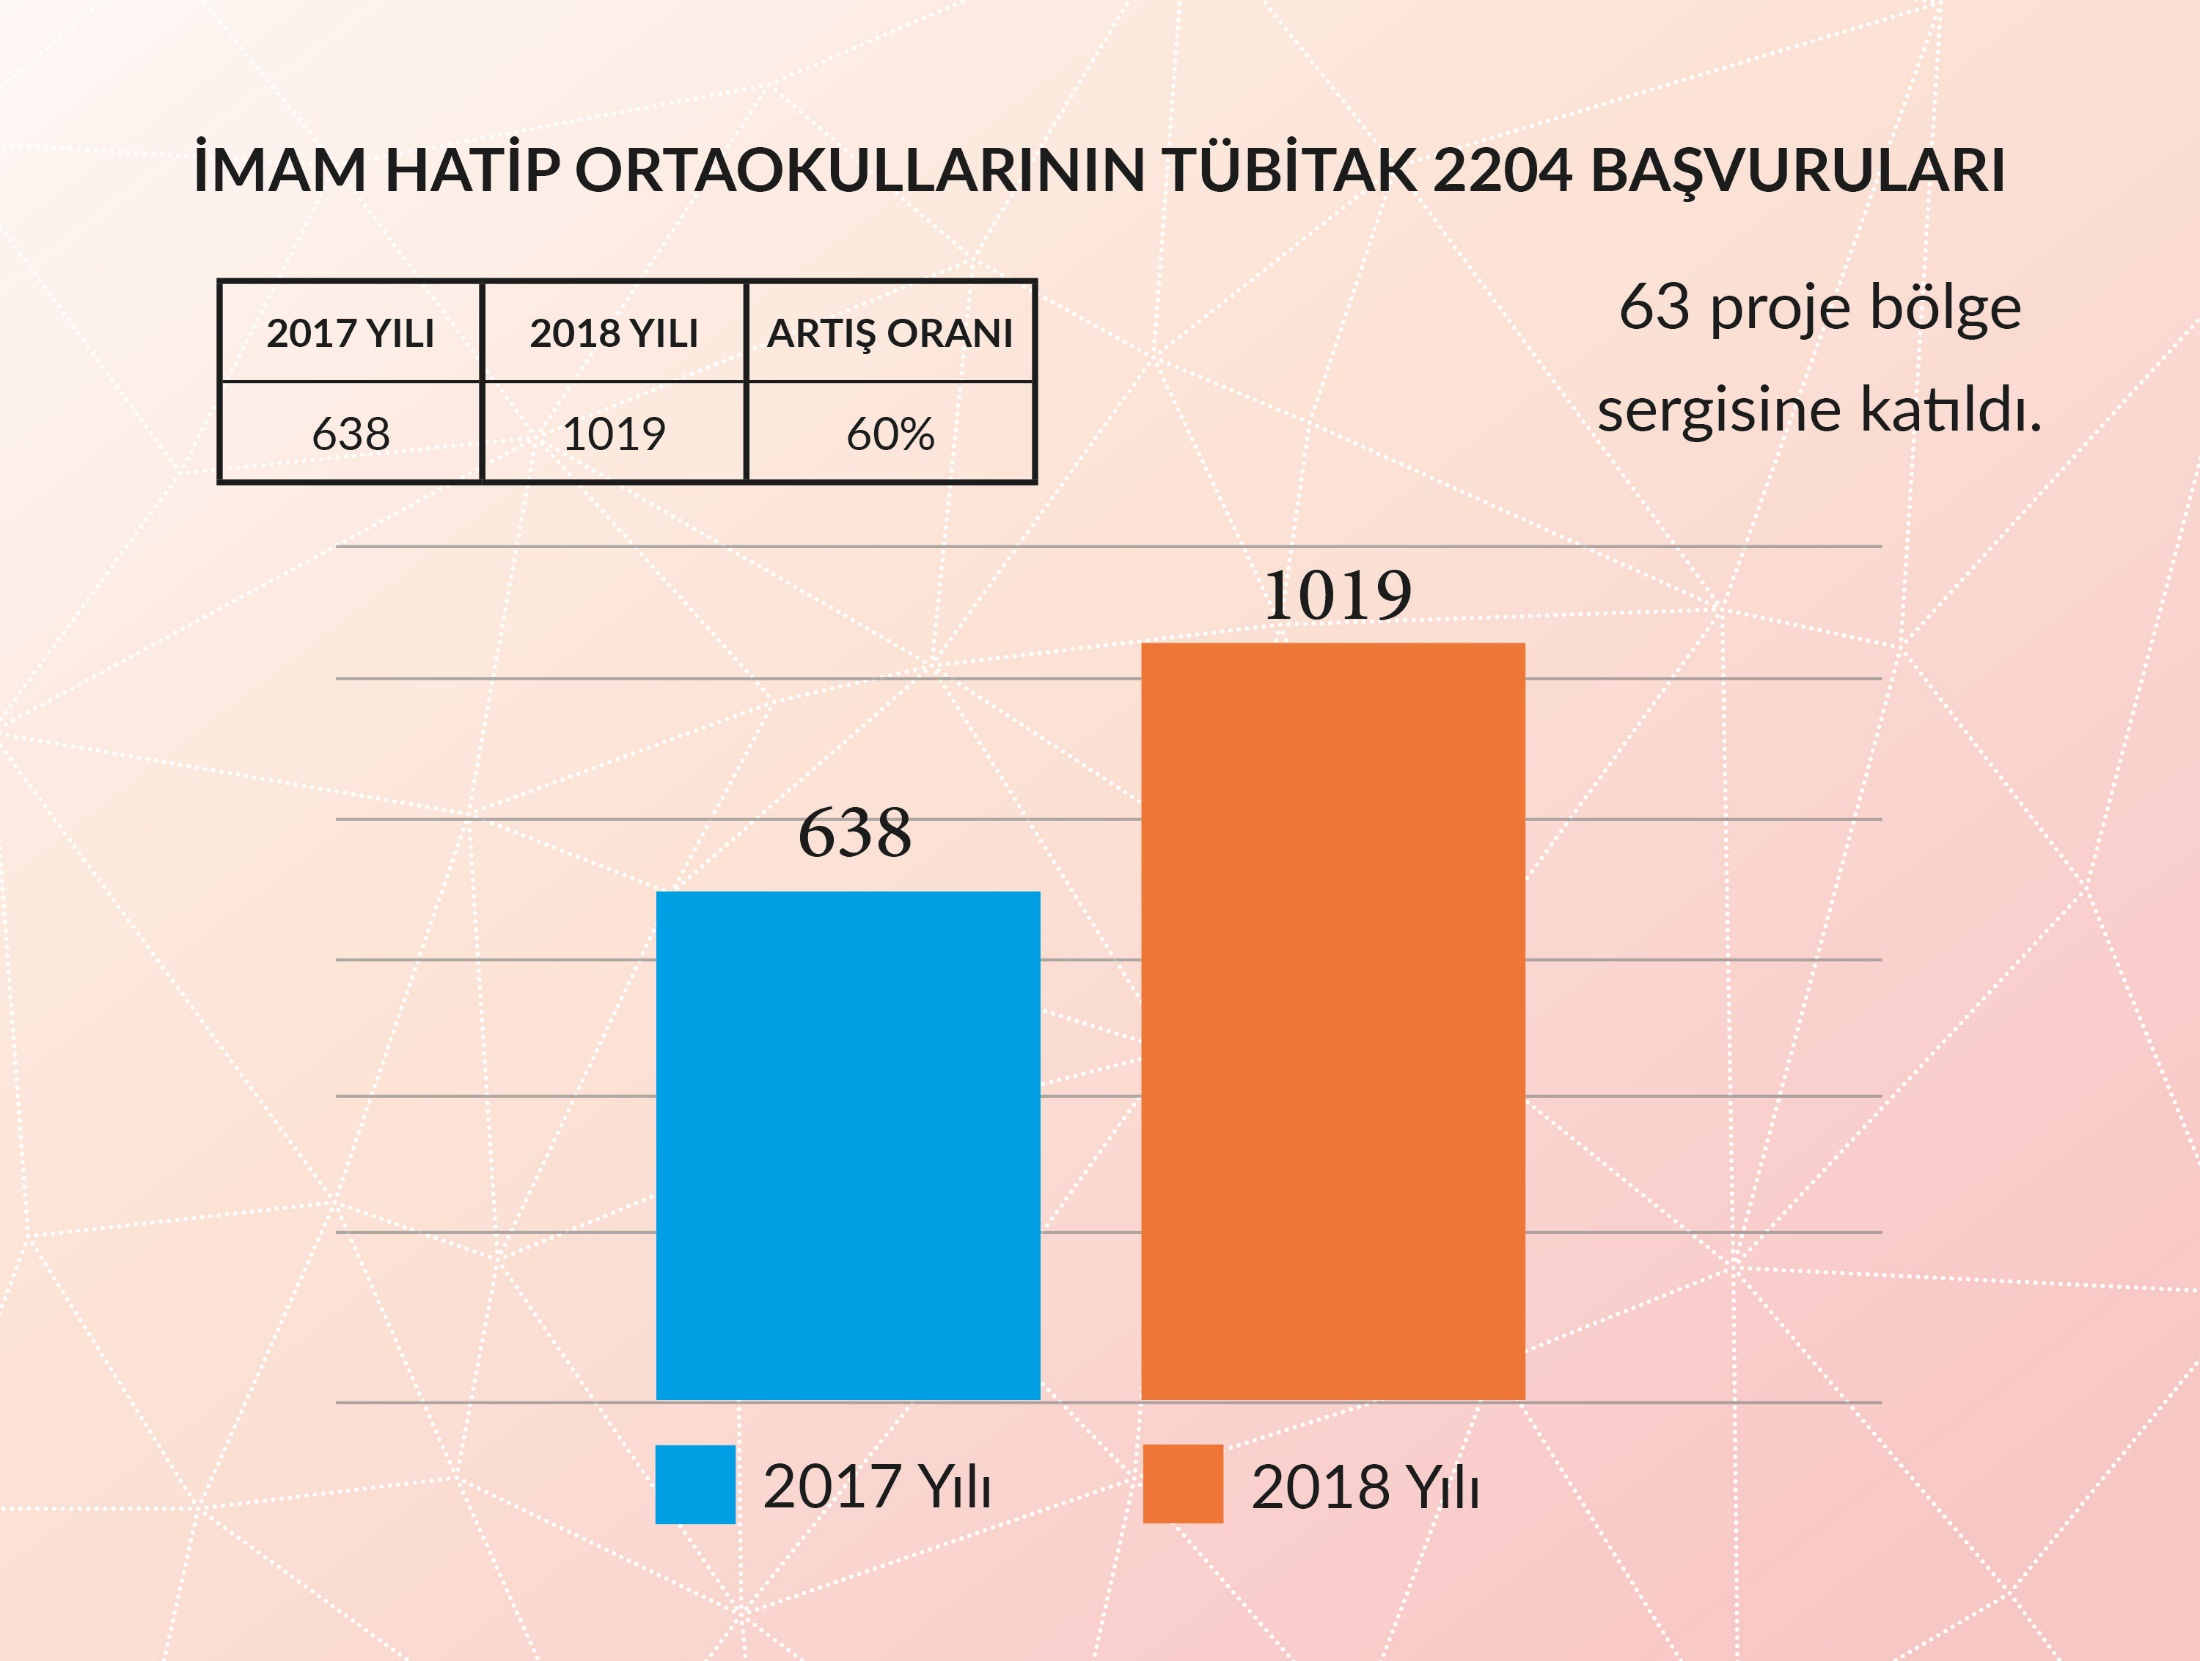 İMAM HATİP ORTAOKULLARININ TÜBİTAK 2204 BAŞVURULARI
2017 YILI 2018 YILI ARTIŞ ORANI
638 1019 60%
63 proje bölge
sergisine katıldı.
1019
638
2017 Yılı 2018 Yılı